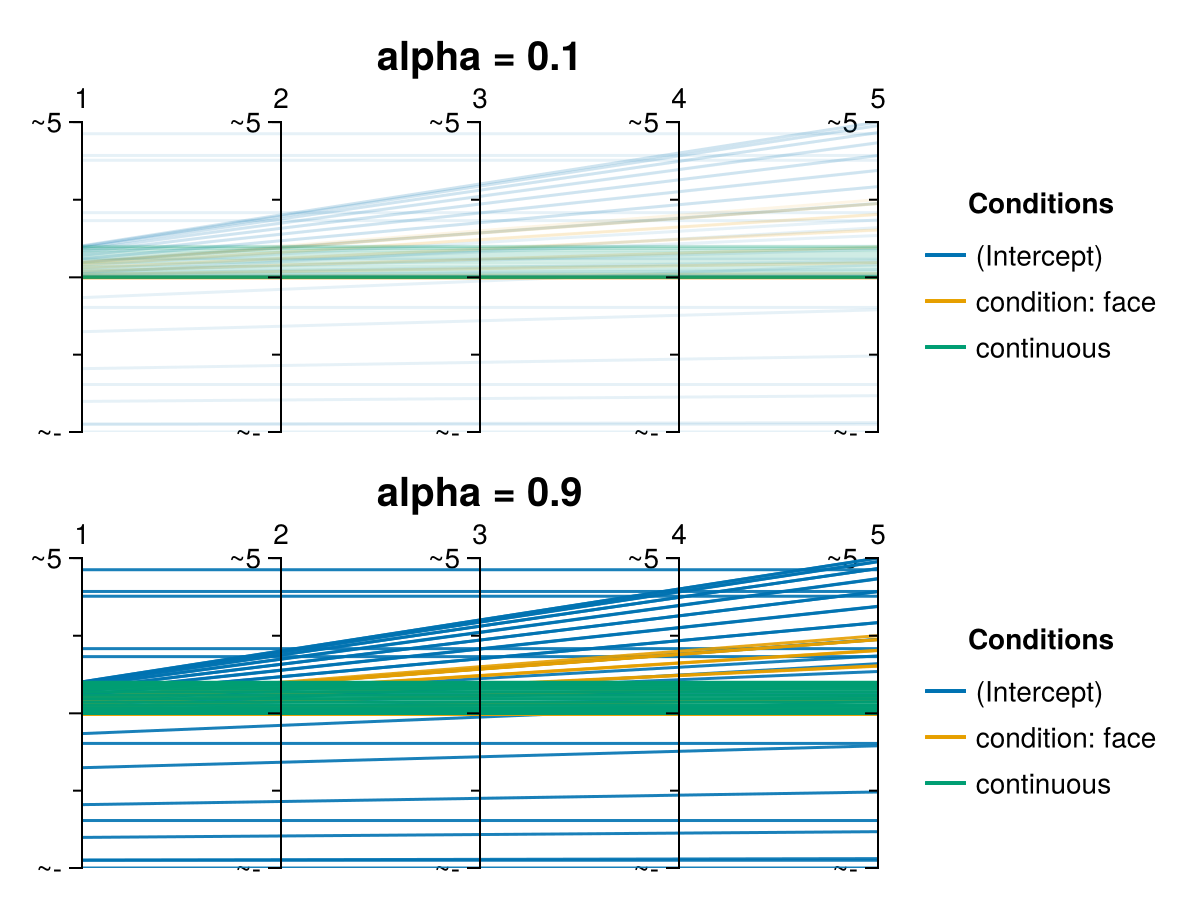 alpha = 0.1
1 2 3 4 5
~5 ~5 ~5 ~5 ~5
Conditions
(Intercept)
condition: face
continuous
~- ~- ~- ~- ~-
alpha = 0.9
1 2 3 4 5
~5 ~5 ~5 ~5 ~5
Conditions
(Intercept)
condition: face
continuous
~- ~- ~- ~- ~-